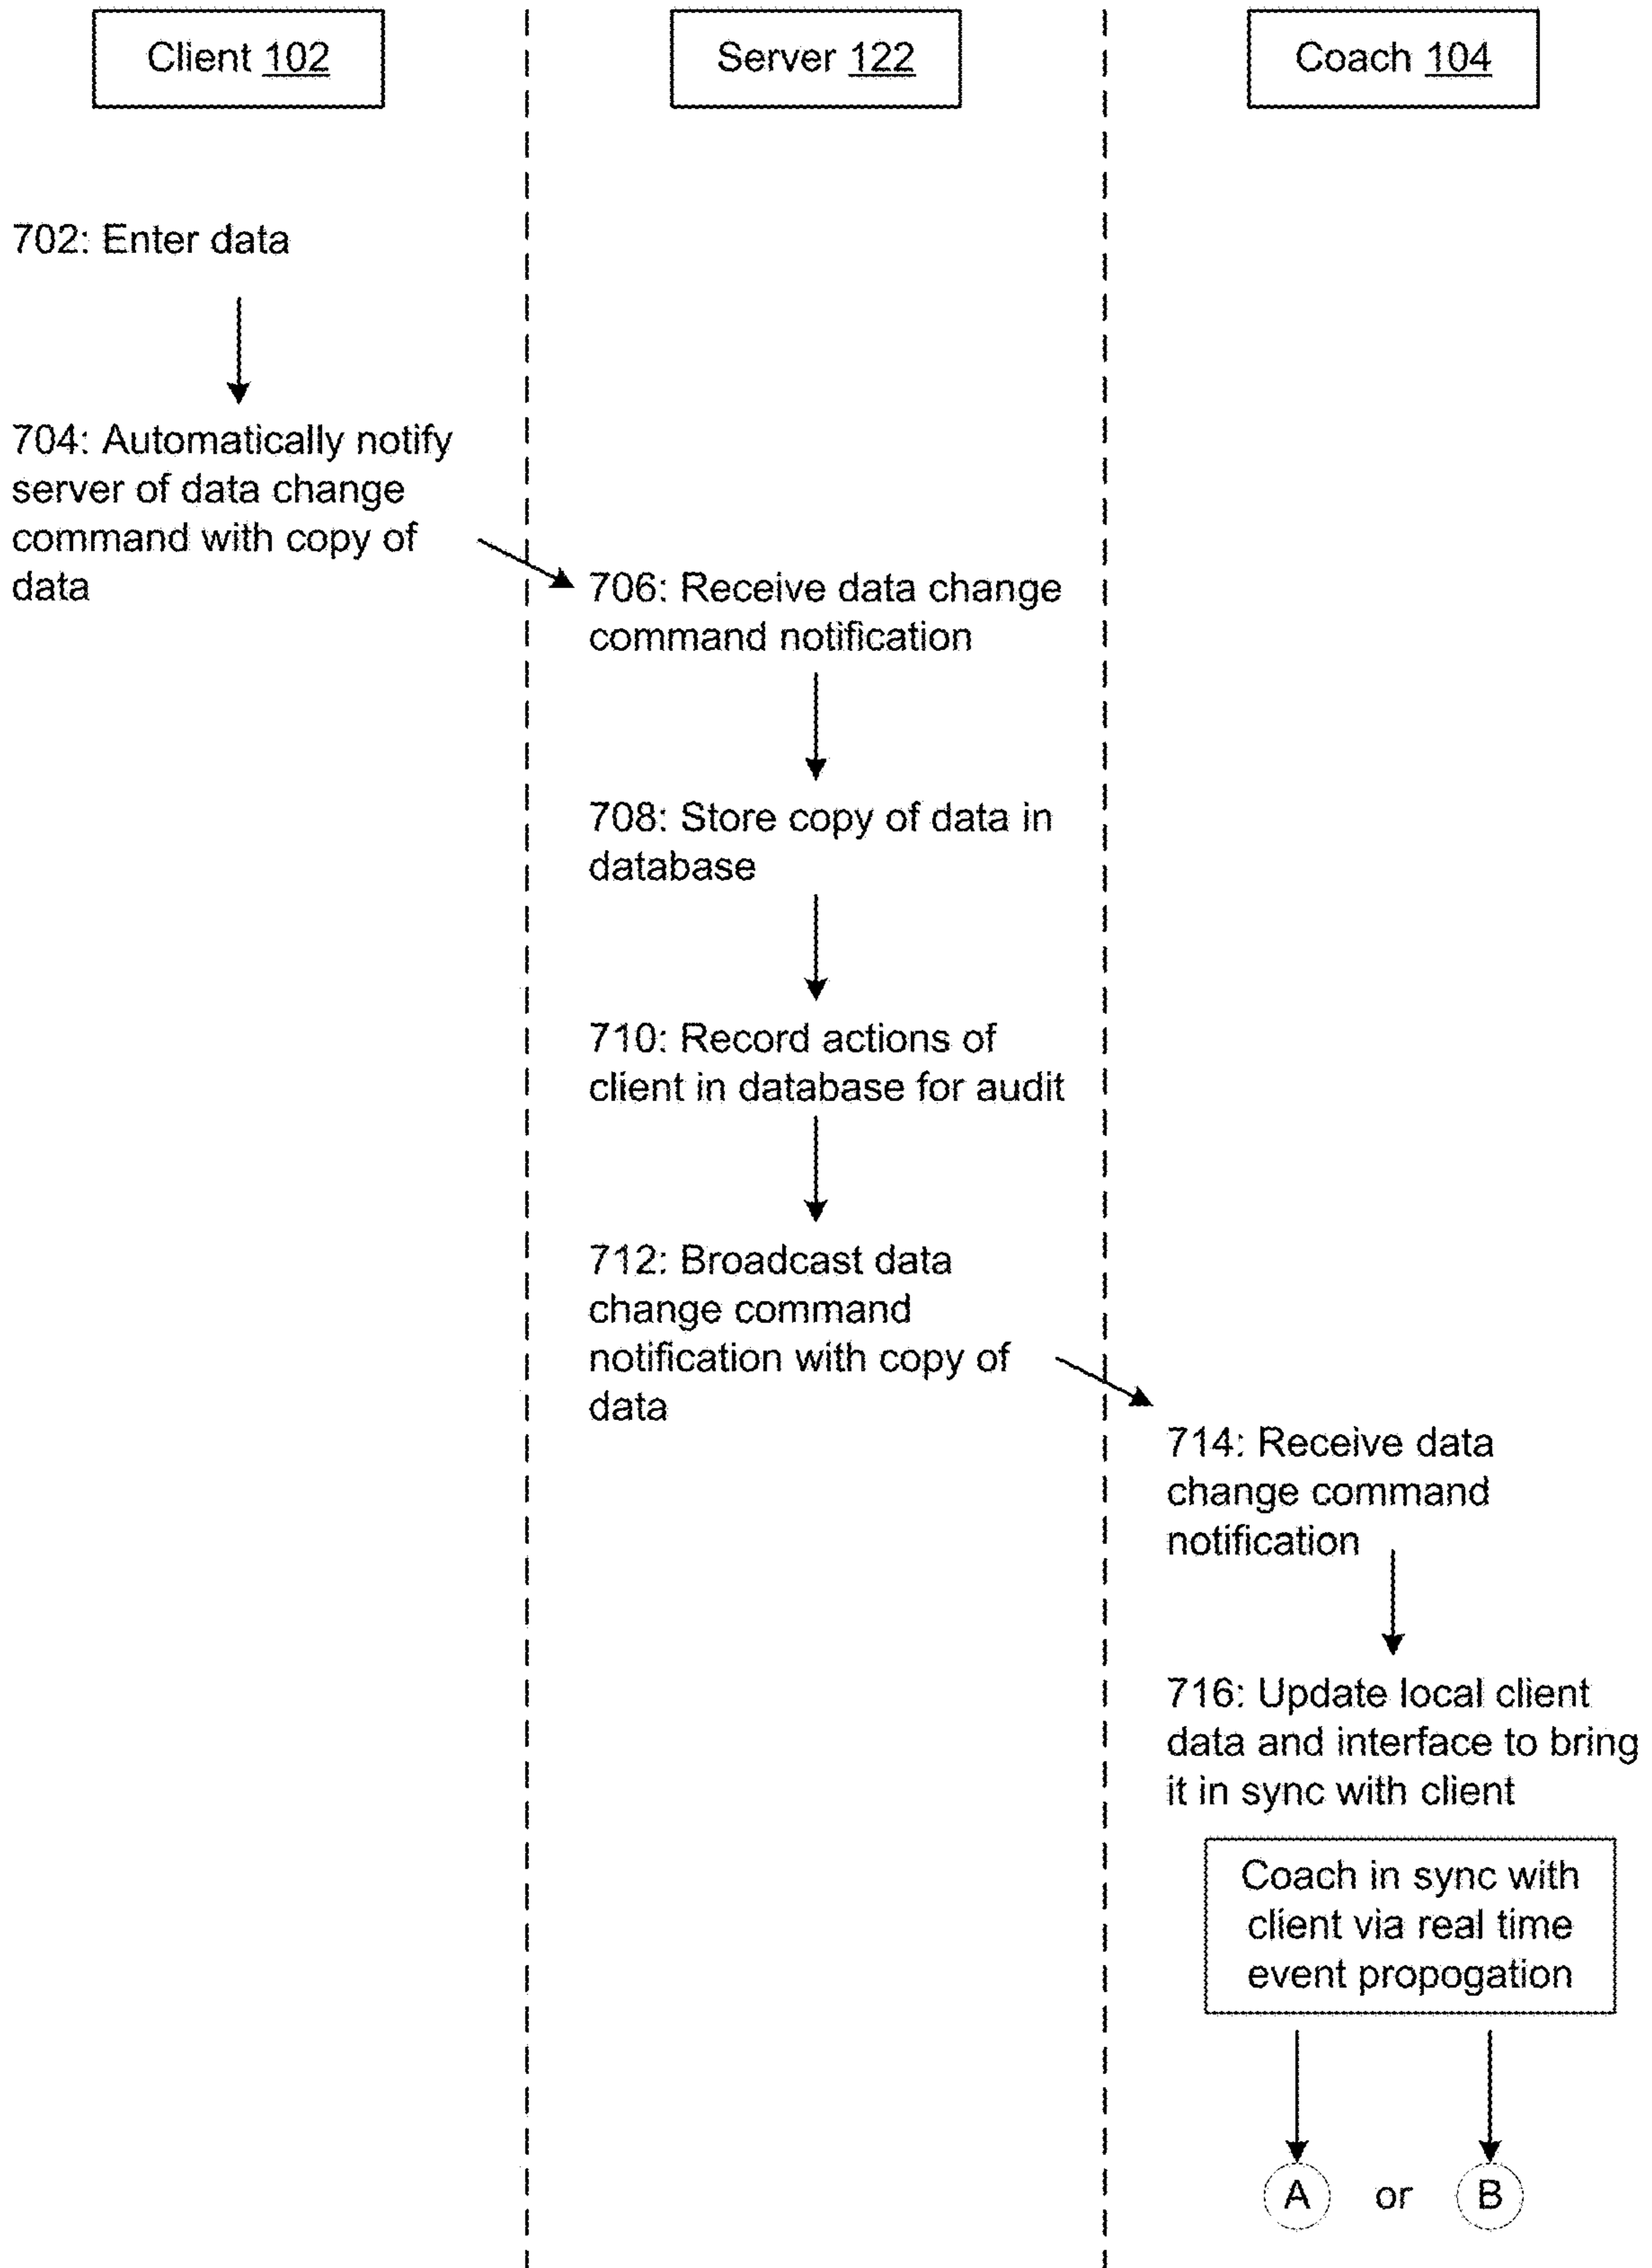 Client 102
Server 122
Coach 104
702: Enter data
704: Automatically notify
server of data change
command with copy of
data
706: Receive data change
command notification
708: Store copy of data in
database
710: Record actions of
client in database for audit
712: Broadcast data
change command
notification with copy of
data
714: Receive data
change command
notification
716: Update local client
data and interface to bring
it in sync with client
Coach in sync with
client via real time
event propogation
A or B